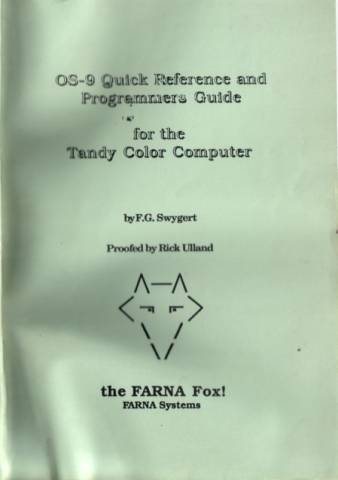 OS-9 Quick Reference and
Programmers Guide
for the
Tandy Color Computer
by F.G. Swygert
Proofed by Rick Ulland
the FARNA Fox!
FARNA Systems